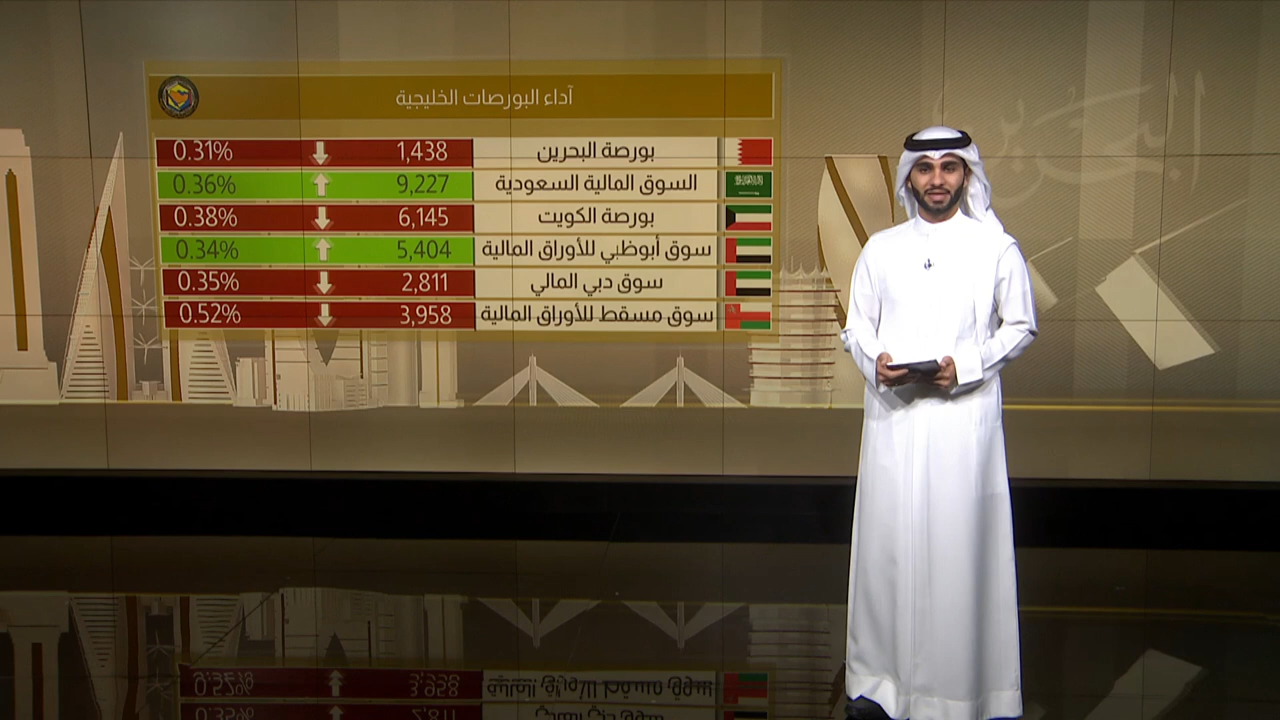 آداء البورصات الخليجية
بورصة البحرين 1,438 0.31%
السوق المالية السعودية 9,227 0.36%
بورصة الكويت 6,145 0.38%
سوق أبوظبي للأوراق المالية 5,404 0.34%
سوق دبي المالي 2,811 0.35%
سوق مسقط للأوراق المالية 3,958 0.52%
البحرين